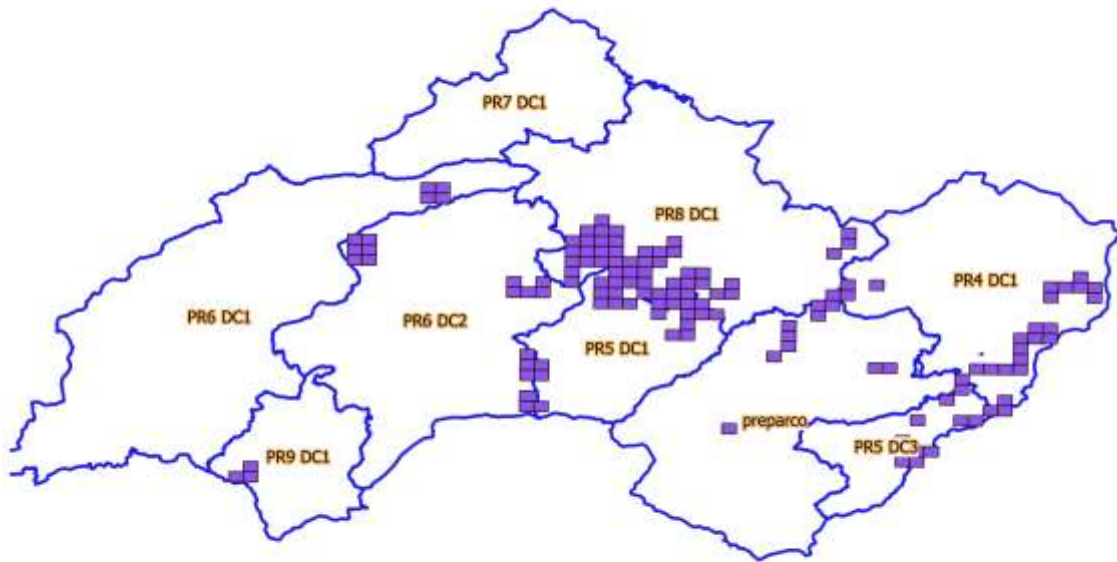 PR7 DC1
PR8 DC1
PR4 DC1
PR6 DC1
PR6 DC2
PR5 DC1
preparco
PR5 DC3
PR9 DC1